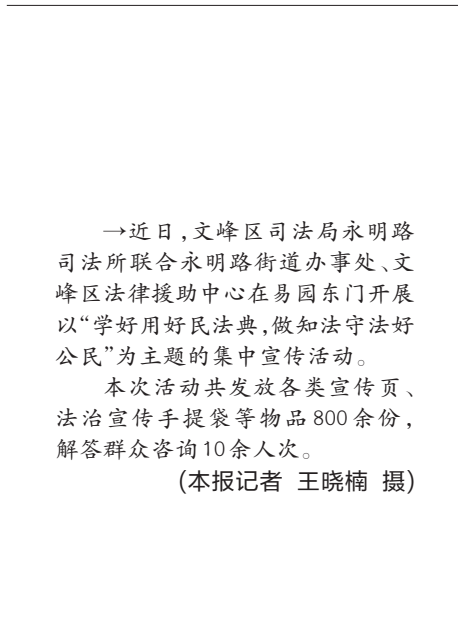 →近日,文峰区司法局永明路
司法所联合永明路街道办事处、文
峰区法律援助中心在易园东门开展
以“学好用好民法典,做知法守法好
公民”为主题的集中宣传活动。
本次活动共发放各类宣传页、
法治宣传手提袋等物品800余份,
解答群众咨询10余人次。
(本报记者 王晓楠 摄)